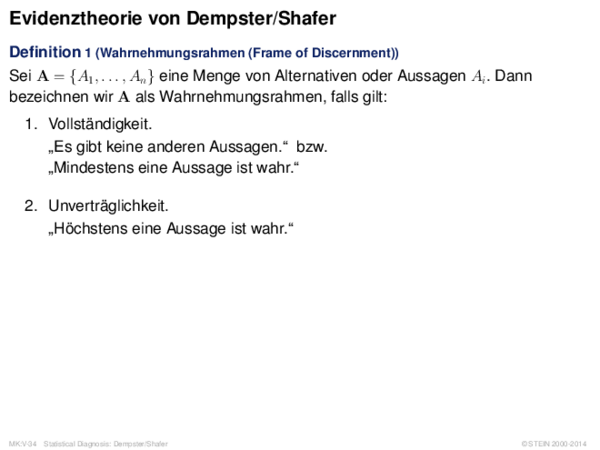 Evidenztheorie von Dempster/Shafer
Definition 1 (Wahrnehmungsrahmen (Frame of Discernment))
Sei A = {A₁, . . . , Aₙ} eine Menge von Alternativen oder Aussagen Aᵢ. Dann
bezeichnen wir A als Wahrnehmungsrahmen, falls gilt:
1. Vollständigkeit.
„Es gibt keine anderen Aussagen.“ bzw.
„Mindestens eine Aussage ist wahr.“
2. Unverträglichkeit.
„Höchstens eine Aussage ist wahr.“
MK:V-34 Statistical Diagnosis: Dempster/Shafer © STEIN 2000-2014